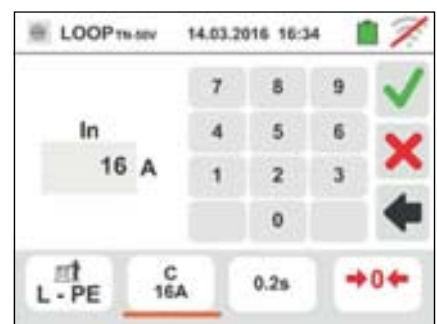 LOOP TN-50V 14.03.2016 16:34
7 8 9
In
4 5 6
16 A
1 2 3
0
L - PE
C
16A
0.2s
0